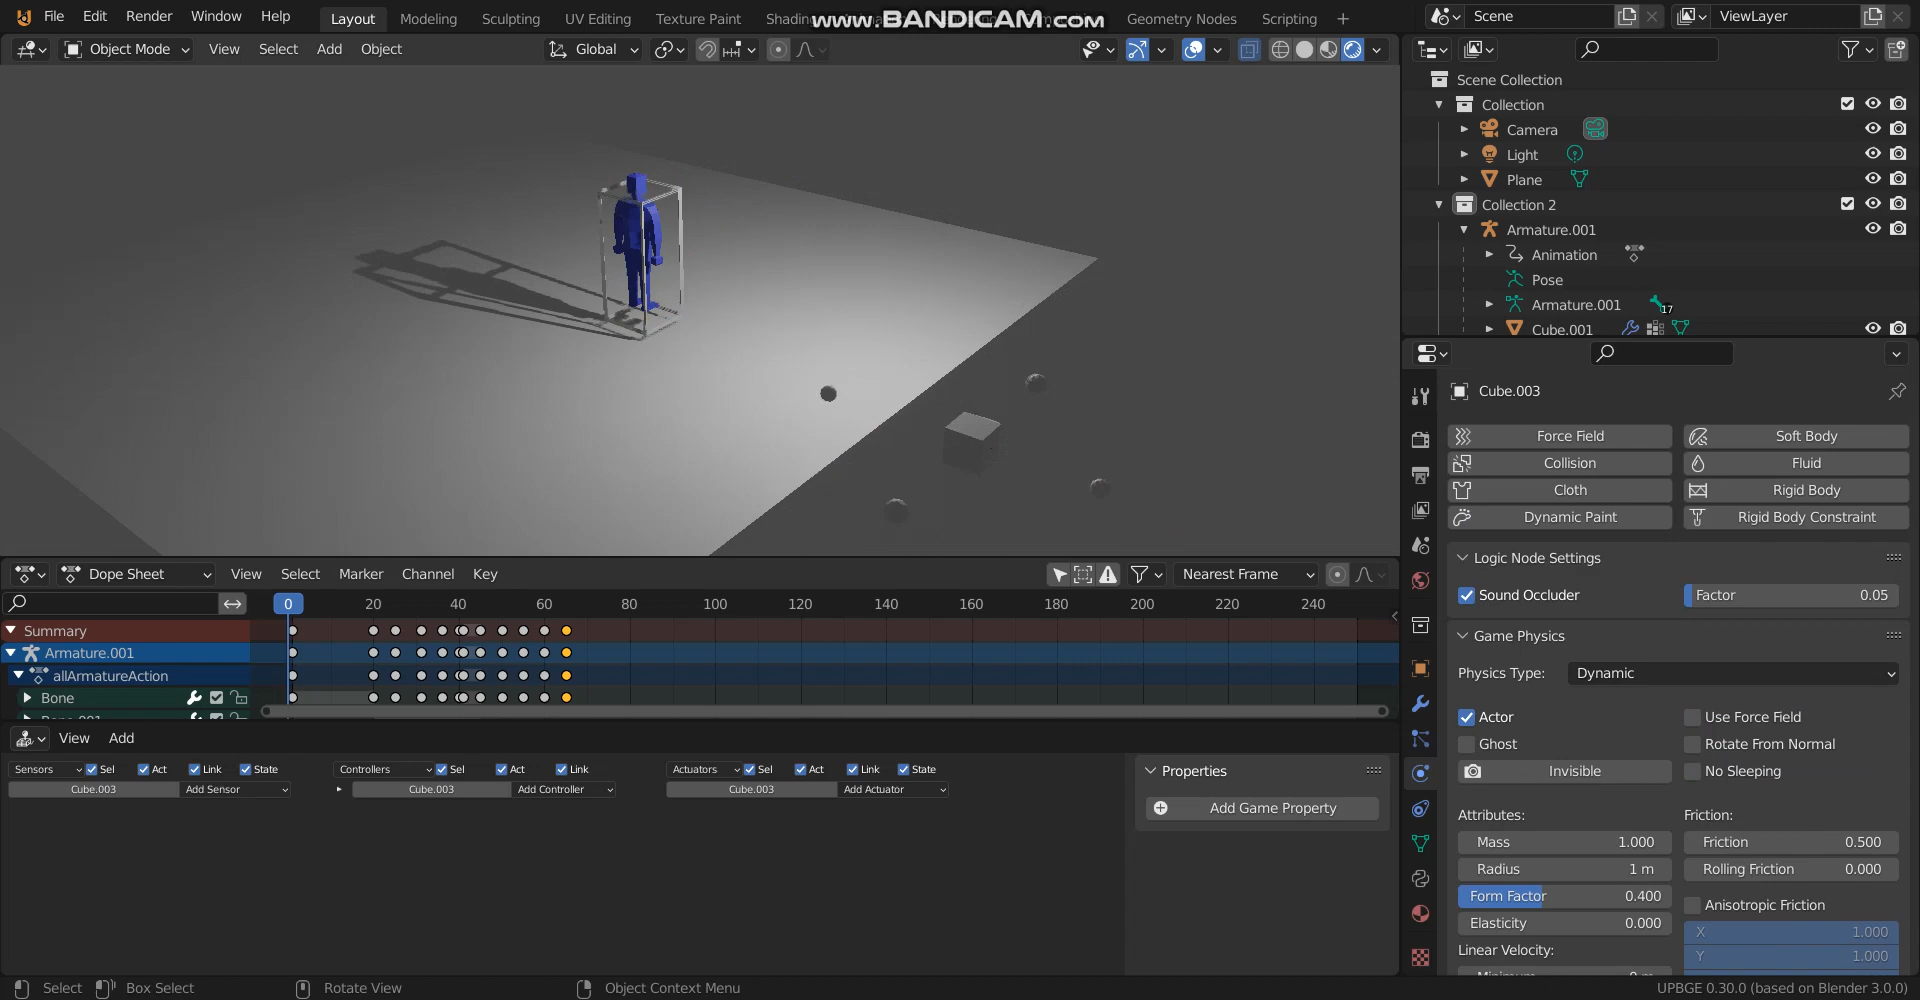 File Edit Render Window Help Layout Modeling Sculpting UV Editing Texture Paint Shading www.BANDICAM.com Geometry Nodes Scripting Scene ViewLayer
Object Mode View Select Add Object Global
Scene Collection
Collection
Camera
Light
Plane
Collection 2
Armature.001
Animation
Pose
Armature.001 17
Cube.001
Cube.003
Force Field Soft Body
Collision Fluid
Cloth Rigid Body
Dynamic Paint Rigid Body Constraint
Logic Node Settings
Sound Occluder Factor 0.05
Game Physics
Physics Type: Dynamic
Actor Use Force Field
Ghost Rotate From Normal
Invisible No Sleeping
Attributes: Friction:
Mass 1.000 Friction 0.500
Radius 1 m Rolling Friction 0.000
Form Factor 0.400 Anisotropic Friction
Elasticity 0.000 X 1.000
Linear Velocity: Y 1.000
Dope Sheet View Select Marker Channel Key Nearest Frame
0 20 40 60 80 100 120 140 160 180 200 220 240
Summary
Armature.001
allArmatureAction
Bone
View Add
Sensors Sel Act Link State Controllers Sel Act Link Actuators Sel Act Link State Properties
Cube.003 Add Sensor Cube.003 Add Controller Cube.003 Add Actuator
Add Game Property
Select Box Select Rotate View Object Context Menu UPBGE 0.30.0 (based on Blender 3.0.0)